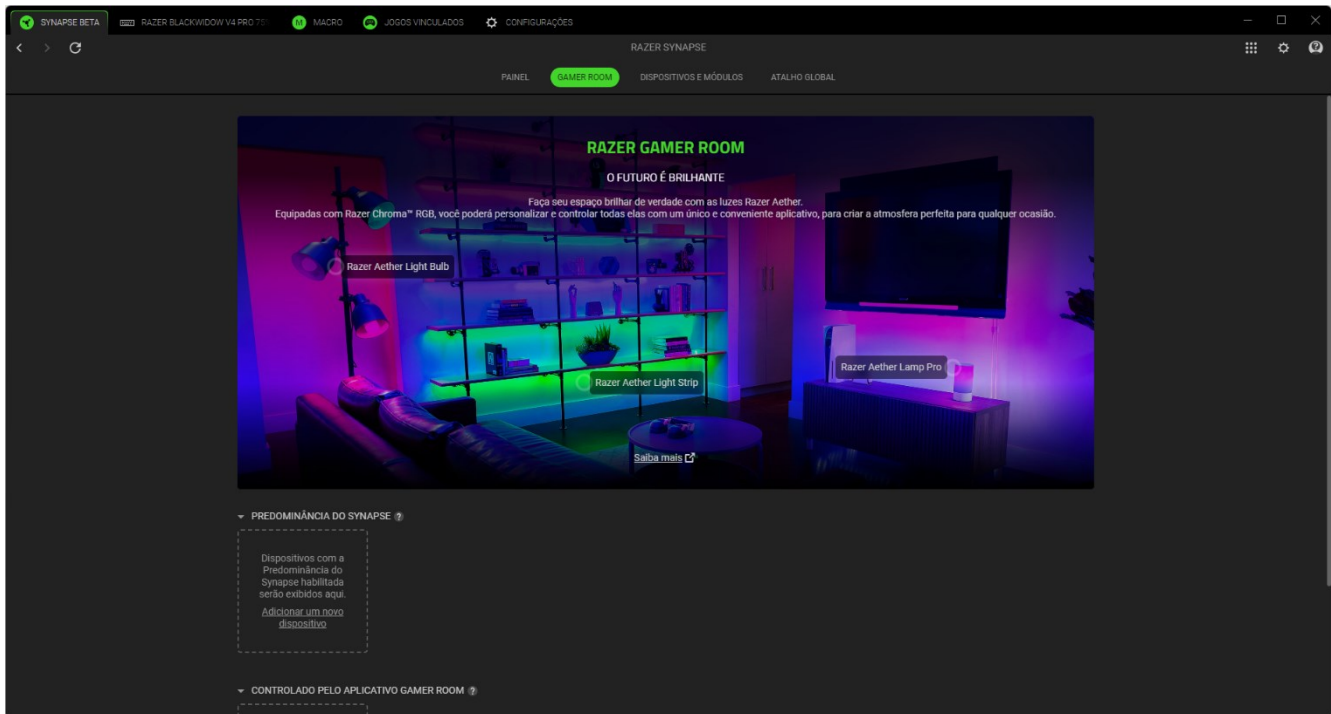 SYNAPSE BETA
RAZER BLACKWIDOW V4 PRO 75%
MACRO
JOGOS VINCULADOS
CONFIGURAÇÕES
RAZER SYNAPSE
PAINEL
GAMER ROOM
DISPOSITIVOS E MÓDULOS
ATALHO GLOBAL
RAZER GAMER ROOM
O FUTURO É BRILHANTE
Faça seu espaço brilhar de verdade com as luzes Razer Aether.
Equipadas com Razer Chroma™ RGB, você poderá personalizar e controlar todas elas com um único e conveniente aplicativo, para criar a atmosfera perfeita para qualquer ocasião.
Razer Aether Light Bulb
Razer Aether Lamp Pro
Razer Aether Light Strip
Saiba mais
PREDOMINÂNCIA DO SYNAPSE ?
Dispositivos com a
Predominância do
Synapse habilitada
serão exibidos aqui.
Adicionar um novo
dispositivo
CONTROLADO PELO APLICATIVO GAMER ROOM ?